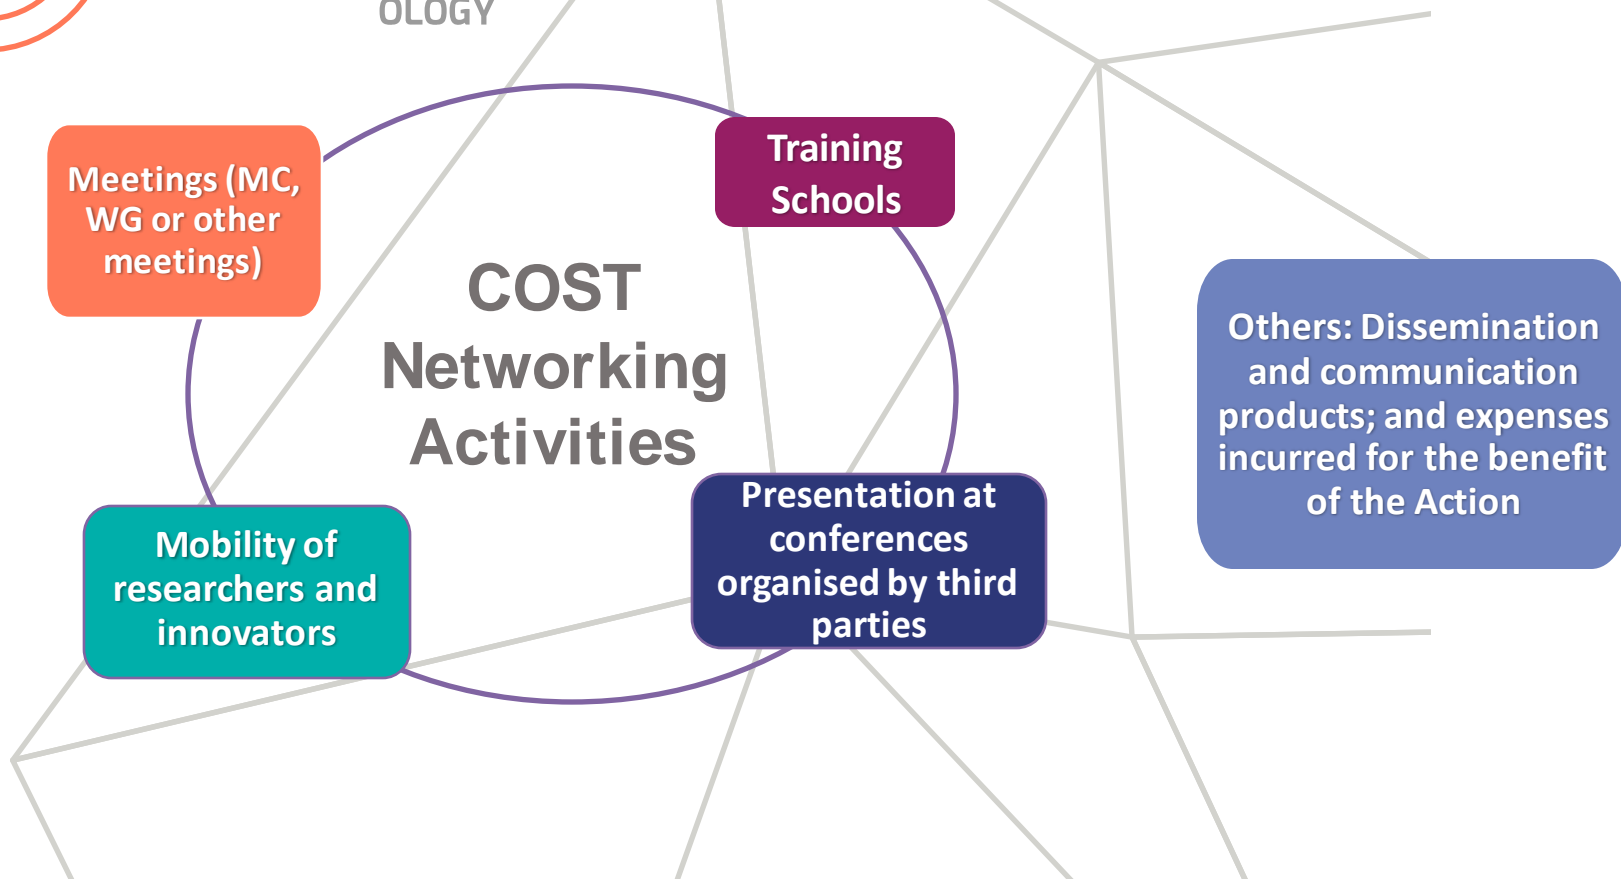 OLOGY
Meetings (MC,
WG or other
meetings)
Training
Schools
COST
Networking
Activities
Others: Dissemination
and communication
products; and expenses
incurred for the benefit
of the Action
Mobility of
researchers and
innovators
Presentation at
conferences
organised by third
parties